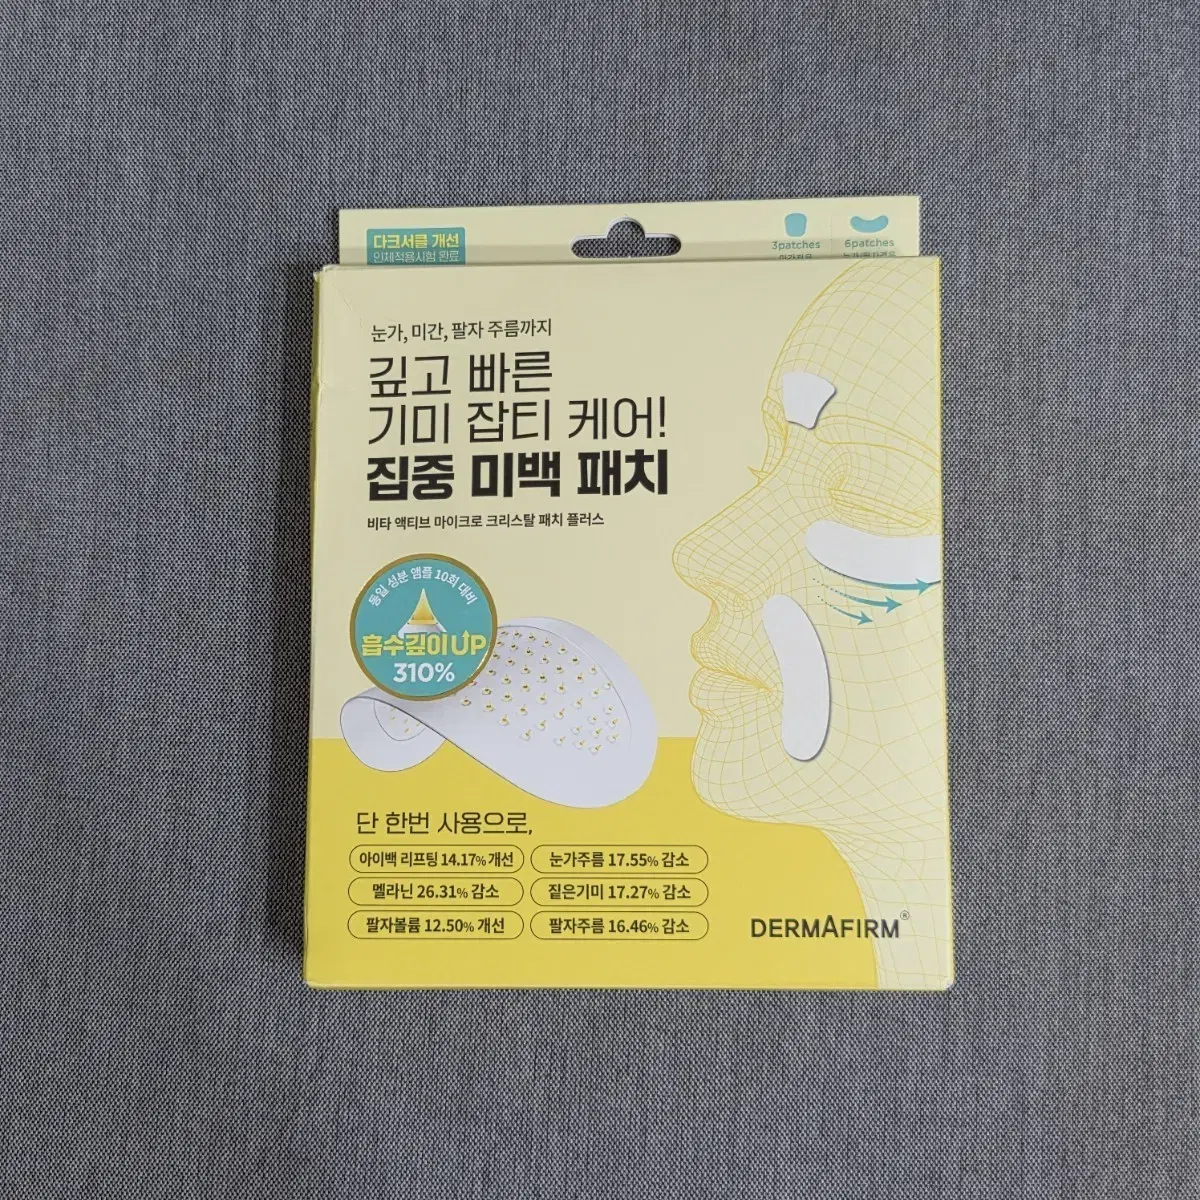 다크서클 개선
인체적용시험 완료
3patches
6patches
눈가, 미간, 팔자 주름까지
깊고 빠른
기미 잡티 케어!
집중 미백 패치
비타 액티브 마이크로 크리스탈 패치 플러스
동일 성분 앰플 10회 대비
흡수깊이 UP
310%
단 한번 사용으로,
아이백 리프팅 14.17% 개선
눈가주름 17.55% 감소
멜라닌 26.31% 감소
짙은기미 17.27% 감소
팔자볼륨 12.50% 개선
팔자주름 16.46% 감소
DERMAFIRM®